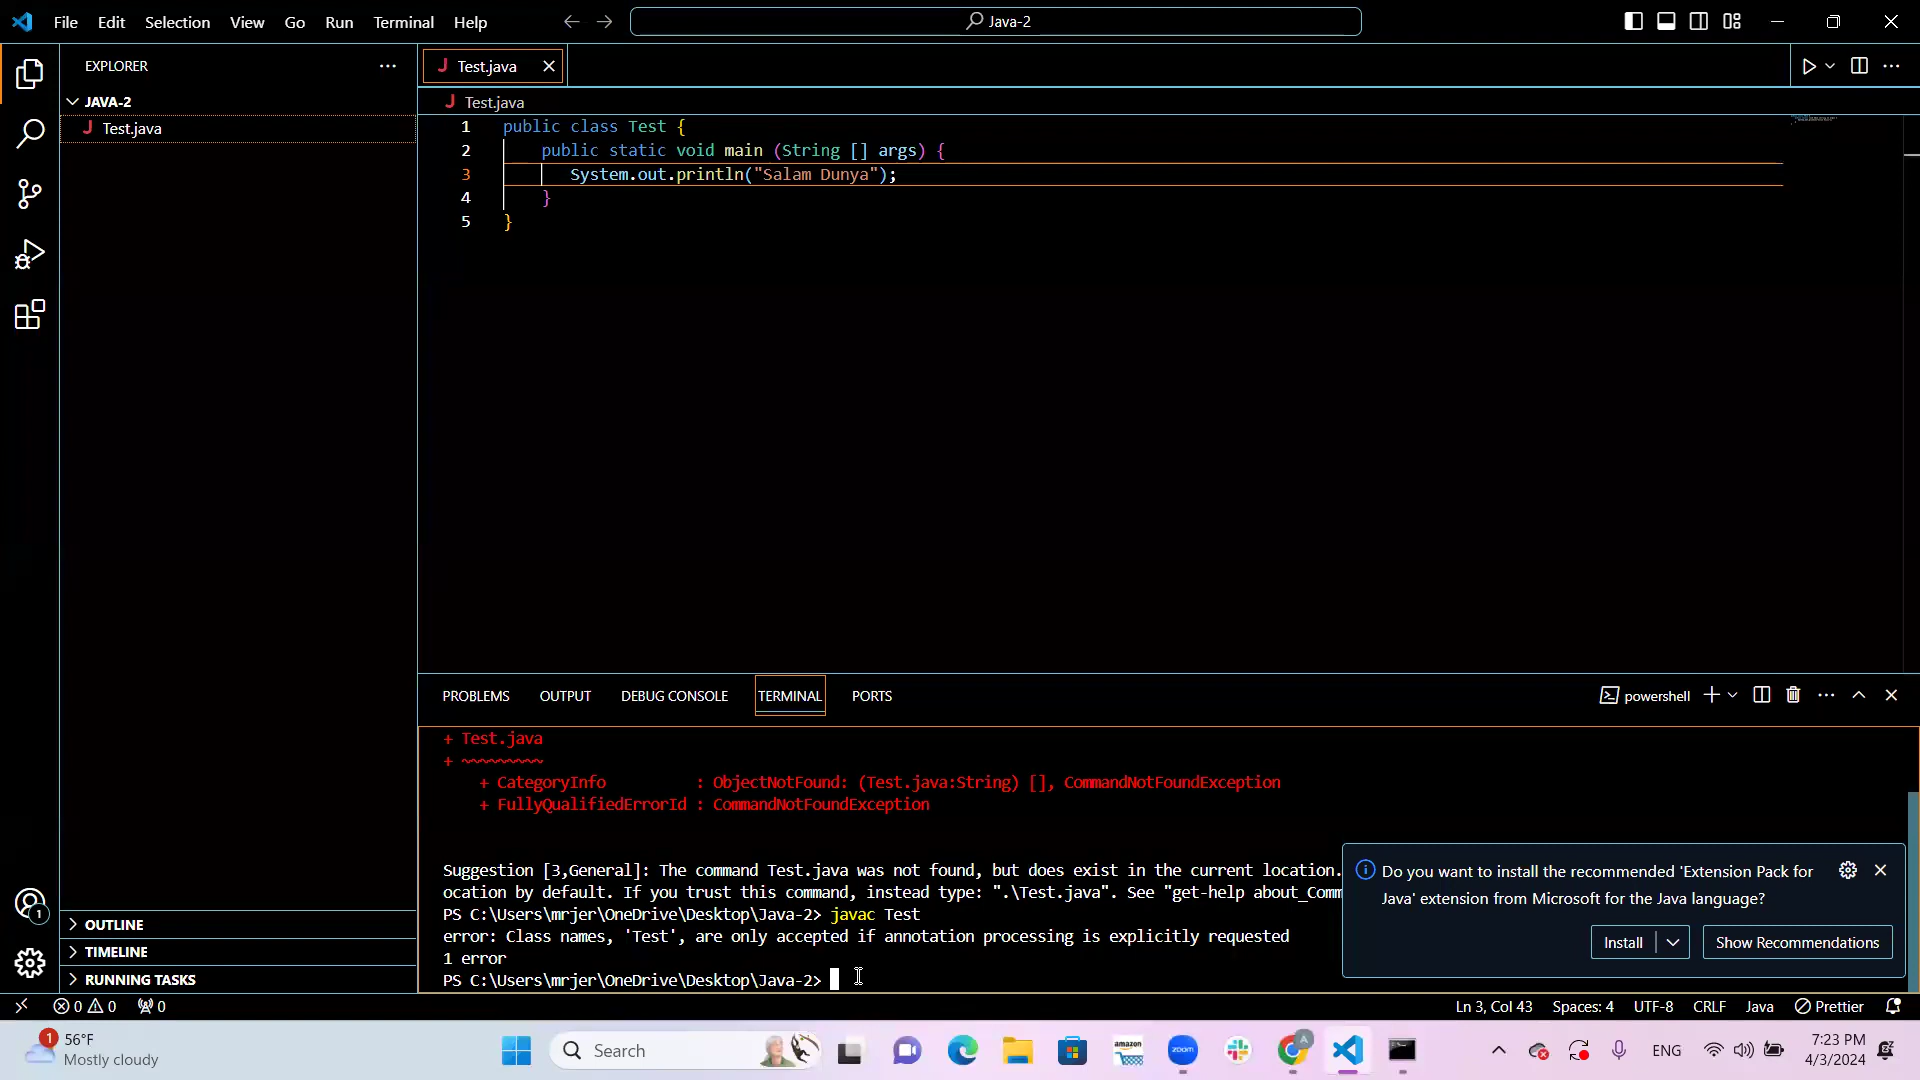 File Edit Selection View Go Run Terminal Help
Java-2
EXPLORER
JAVA-2
Test.java
OUTLINE
TIMELINE
RUNNING TASKS
Test.java
Test.java
1 public class Test {
2 public static void main (String [] args) {
3 System.out.println("Salam Dunya");
4 }
5 }
PROBLEMS OUTPUT DEBUG CONSOLE TERMINAL PORTS
powershell
+ Test.java
+ ~~~~~~~~~
+ CategoryInfo : ObjectNotFound: (Test.java:String) [], CommandNotFoundException
+ FullyQualifiedErrorId : CommandNotFoundException
Suggestion [3,General]: The command Test.java was not found, but does exist in the current location.
ocation by default. If you trust this command, instead type: ".\Test.java". See "get-help about_Comm
PS C:\Users\mrjer\OneDrive\Desktop\Java-2> javac Test
error: Class names, 'Test', are only accepted if annotation processing is explicitly requested
1 error
PS C:\Users\mrjer\OneDrive\Desktop\Java-2>
Do you want to install the recommended 'Extension Pack for
Java' extension from Microsoft for the Java language?
Install Show Recommendations
1
0 0 0
Ln 3, Col 43 Spaces: 4 UTF-8 CRLF Java Prettier
1
56°F
Mostly cloudy
Search
amazon
zoom
A
ENG
7:23 PM
4/3/2024